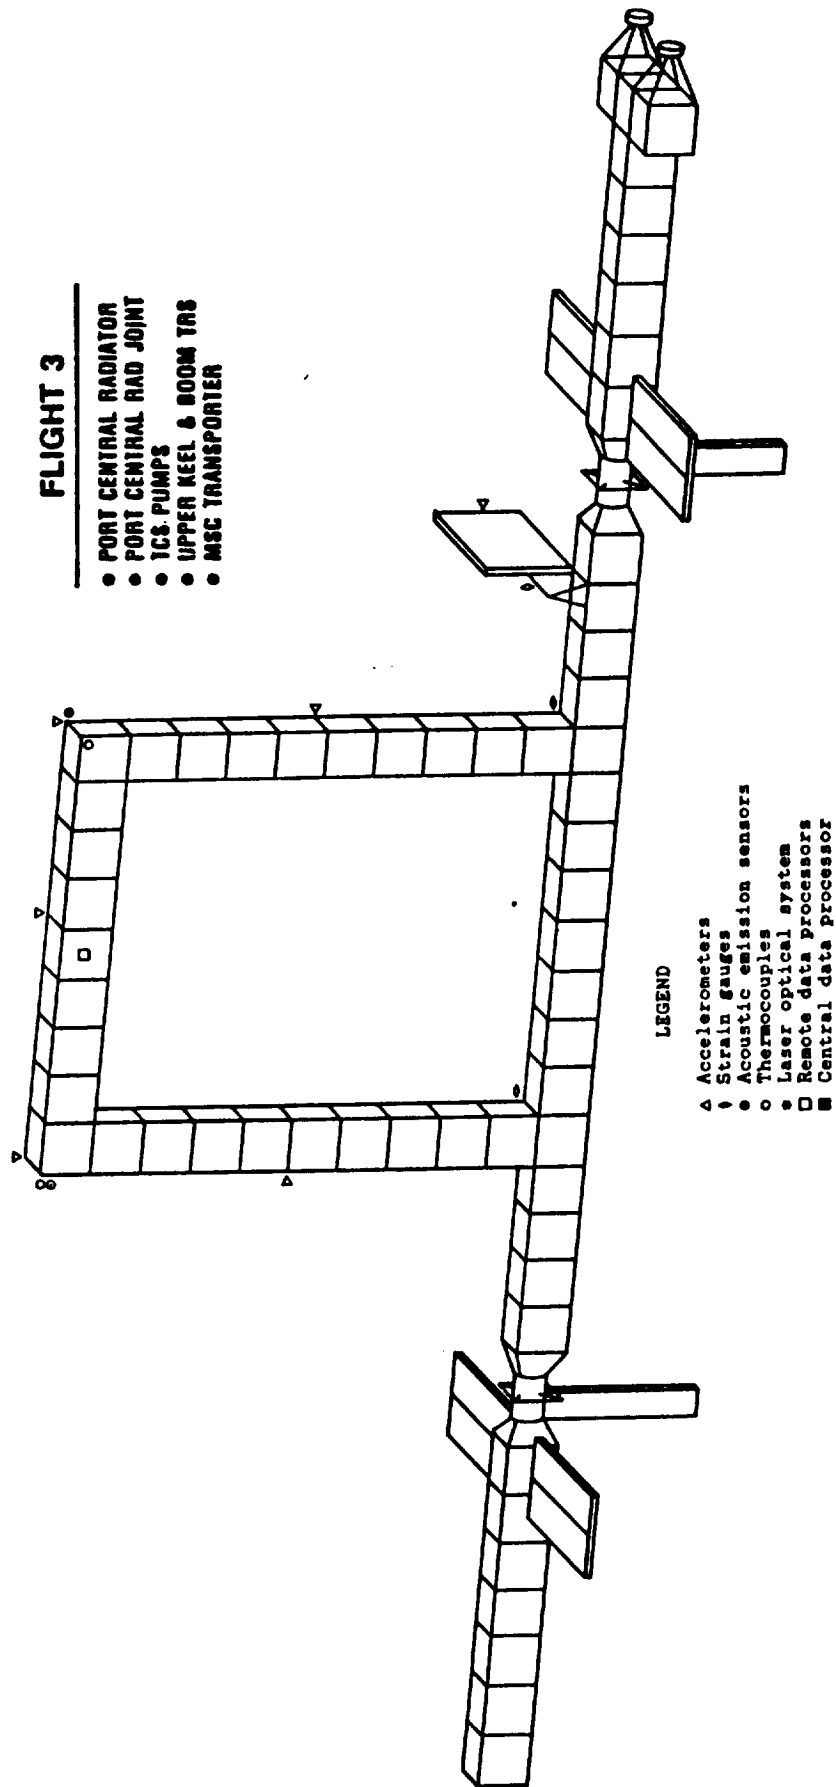 FLIGHT 3
● PORT CENTRAL RADIATOR
● PORT CENTRAL RAD JOINT
● TCS PUMPS
● UPPER KEEL & BOOM TRS
● MSC TRANSPORTER
LEGEND
△ Accelerometers
♦ Strain gauges
● Acoustic emission sensors
○ Thermocouples
* Laser optical system
□ Remote data processors
■ Central data processor